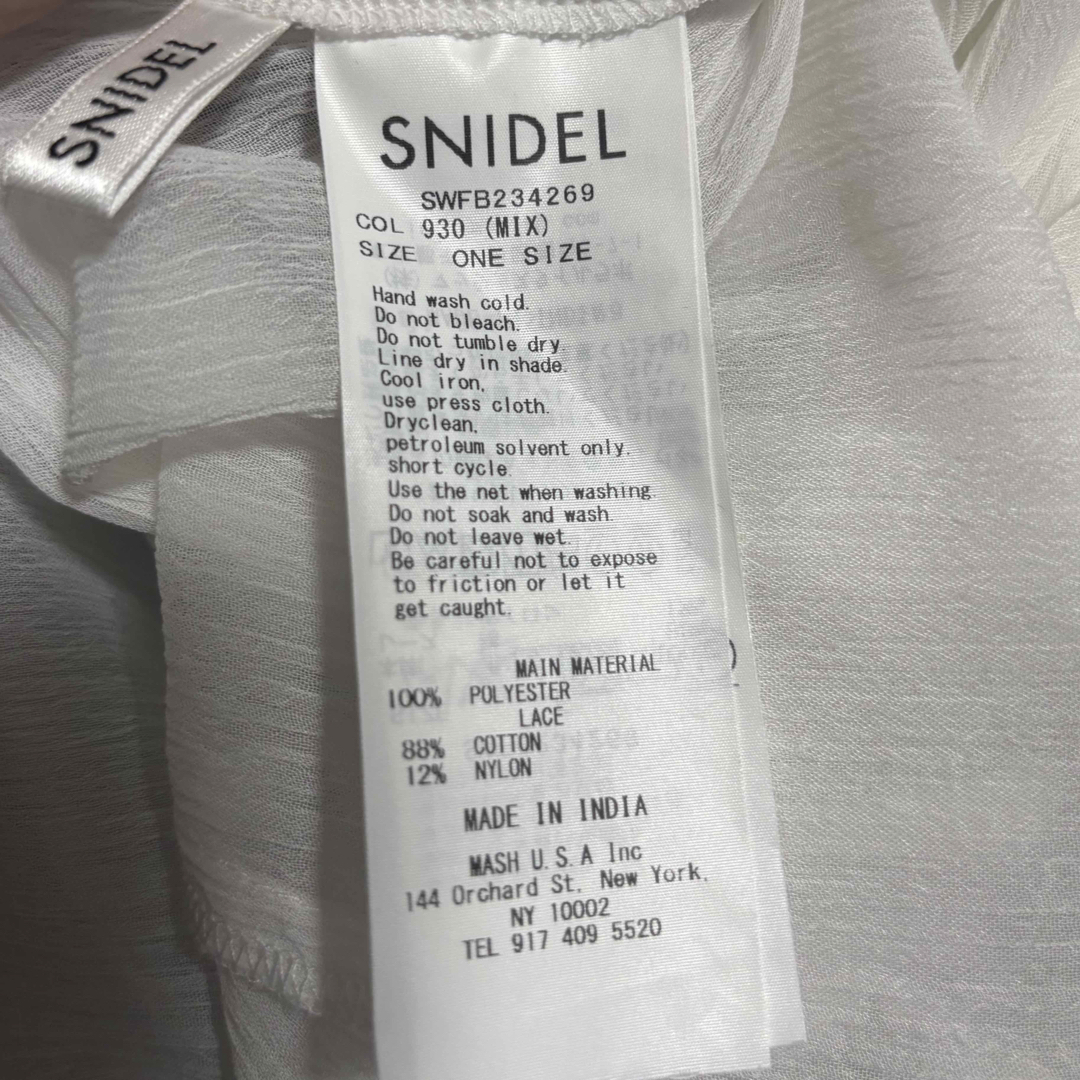 SNIDEL
SNIDEL
SWFB234269
COL 930 (MIX)
SIZE ONE SIZE
Hand wash cold.
Do not bleach.
Do not tumble dry.
Line dry in shade.
Cool iron,
use press cloth.
Dryclean,
petroleum solvent only.
short cycle.
Use the net when washing.
Do not soak and wash.
Do not leave wet.
Be careful not to expose
to friction or let it
get caught.
MAIN MATERIAL
100% POLYESTER
LACE
88% COTTON
12% NYLON
MADE IN INDIA
MASH U.S.A Inc
144 Orchard St. New York,
NY 10002
TEL 917 409 5520